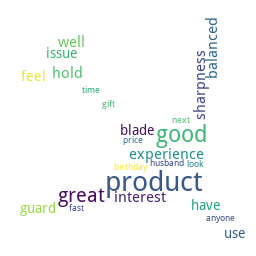 well
balanced
issue
sharpness
feel
hold
time
gift
next
blade
good
price
experience
husband
look
birthday
product
great
interest
guard
fast
have
anyone
use